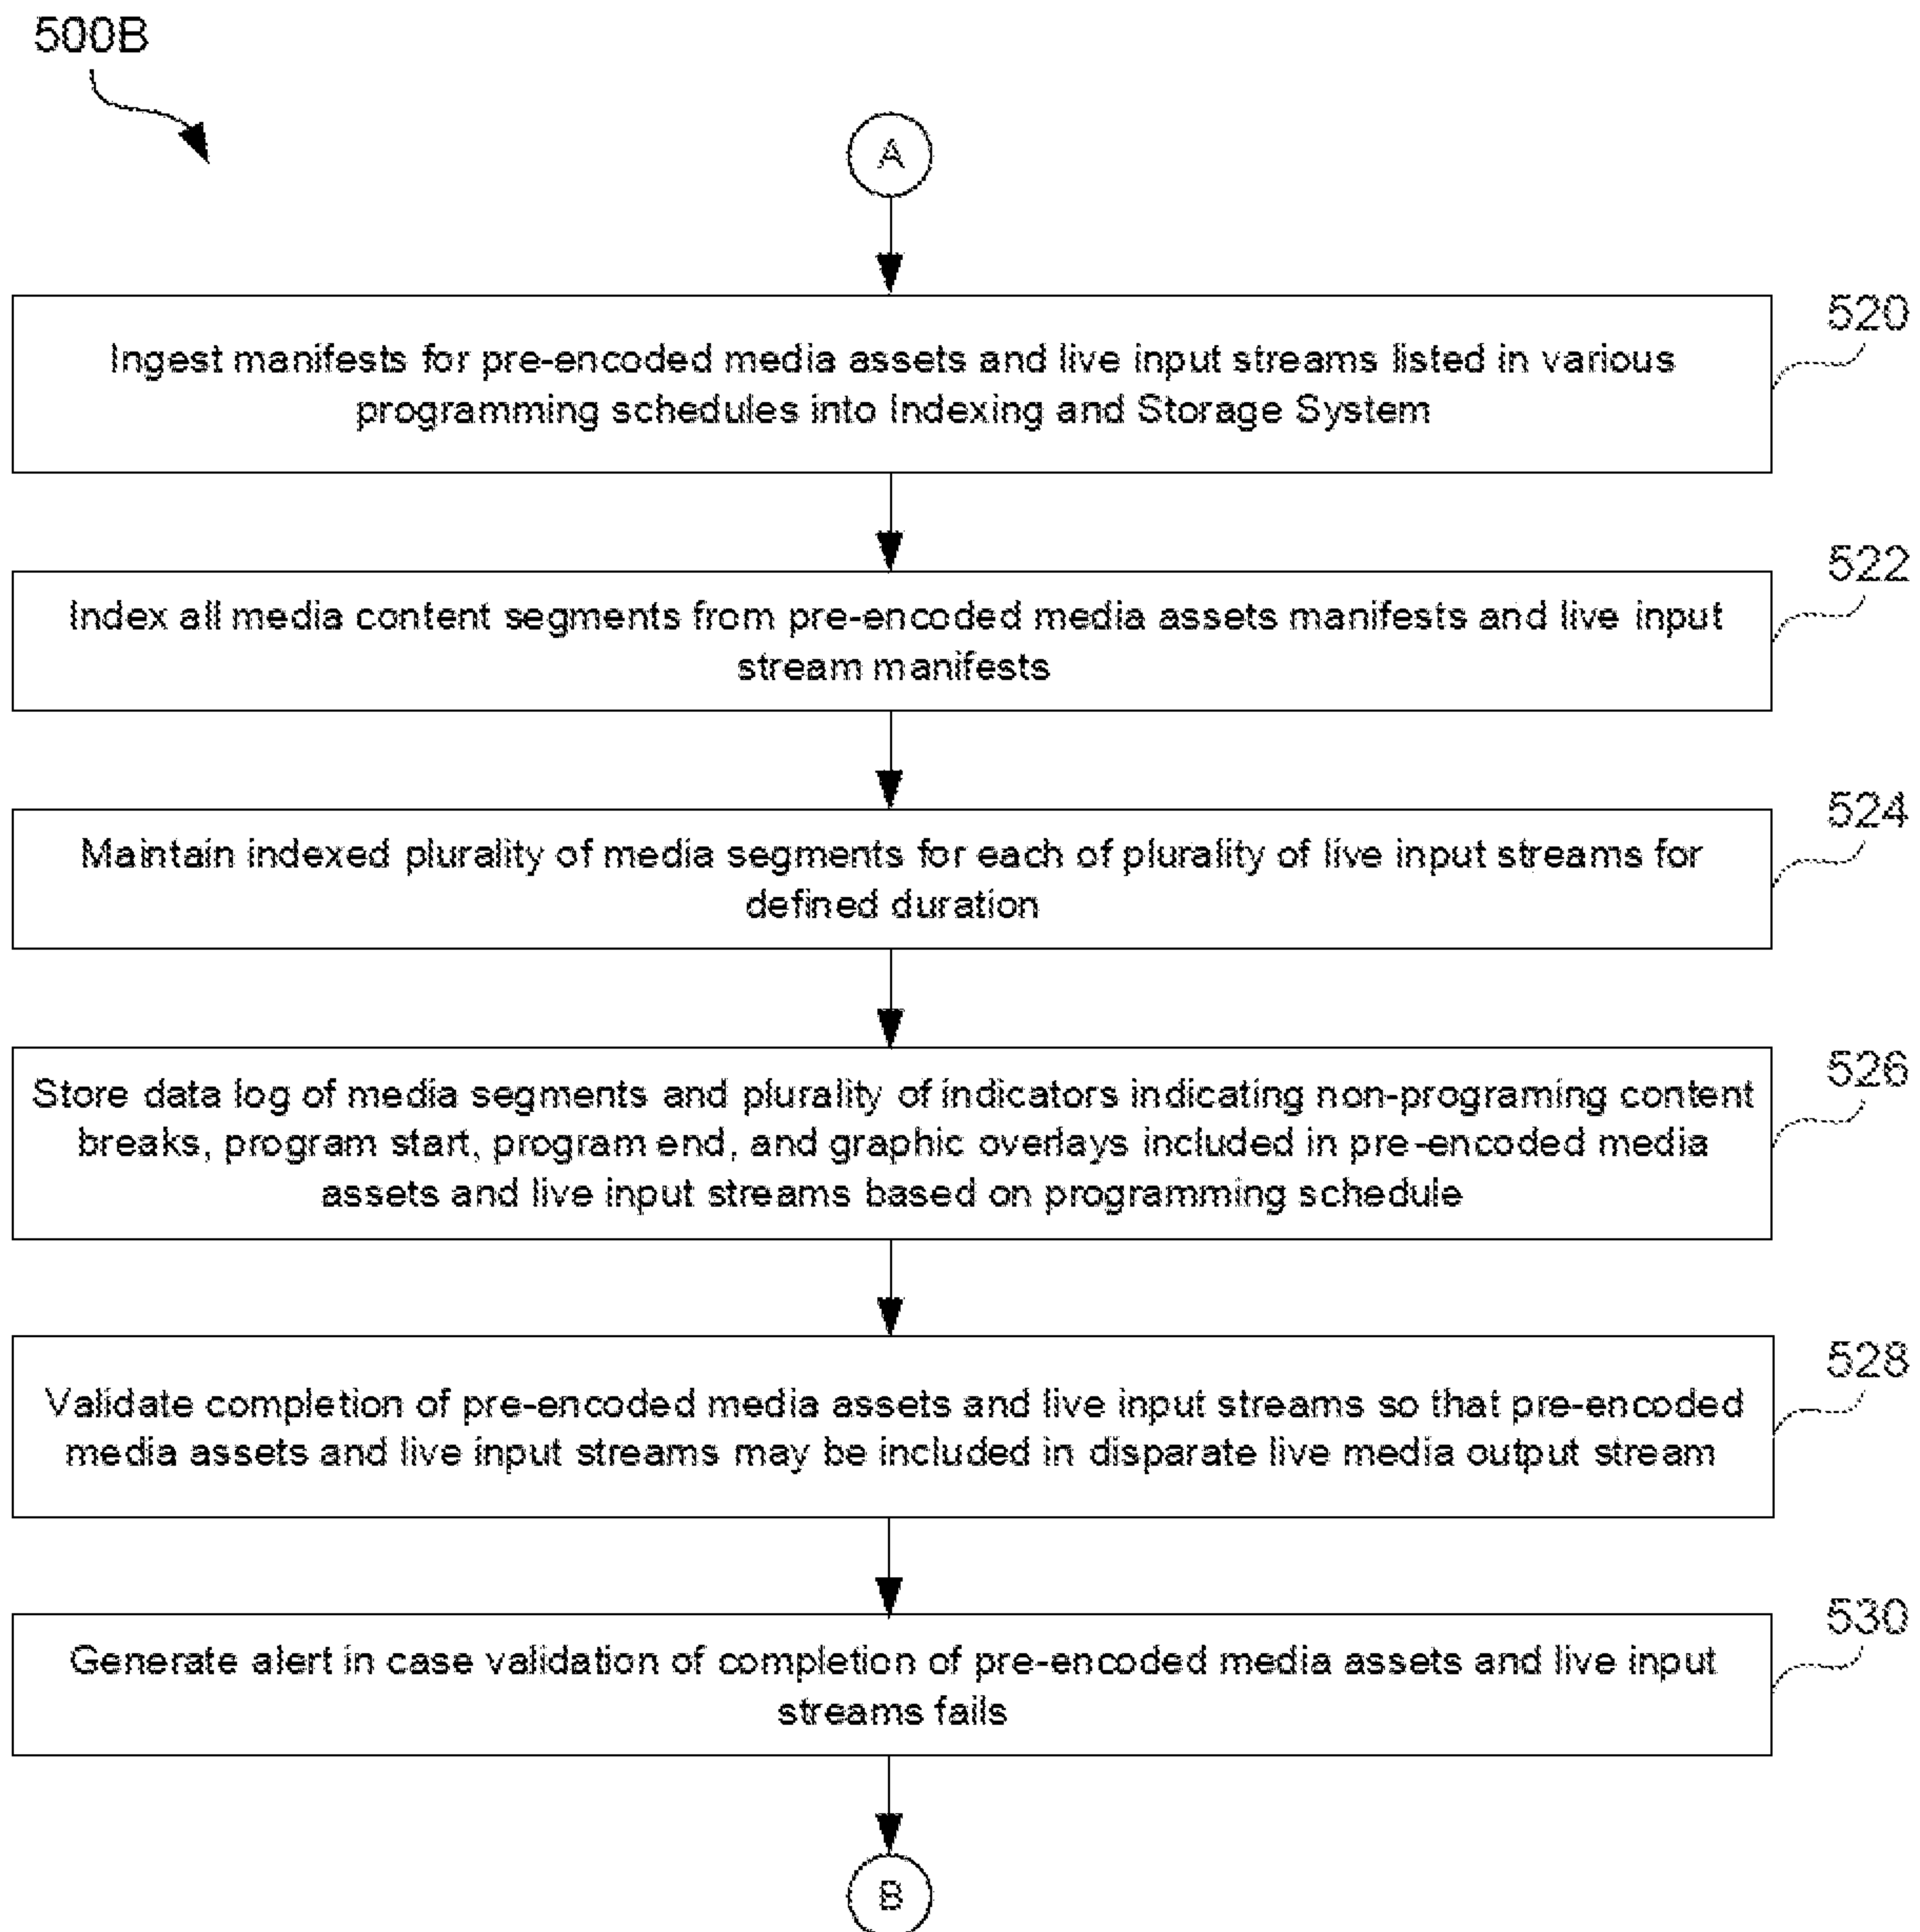 500B
A
520
Ingest manifests for pre-encoded media assets and live input streams listed in various
programming schedules into Indexing and Storage System
522
Index all media content segments from pre-encoded media assets manifests and live input
stream manifests
524
Maintain indexed plurality of media segments for each of plurality of live input streams for
defined duration
526
Store data log of media segments and plurality of indicators indicating non-programing content
breaks, program start, program end, and graphic overlays included in pre-encoded media
assets and live input streams based on programming schedule
528
Validate completion of pre-encoded media assets and live input streams so that pre-encoded
media assets and live input streams may be included in disparate live media output stream
530
Generate alert in case validation of completion of pre-encoded media assets and live input
streams fails
B